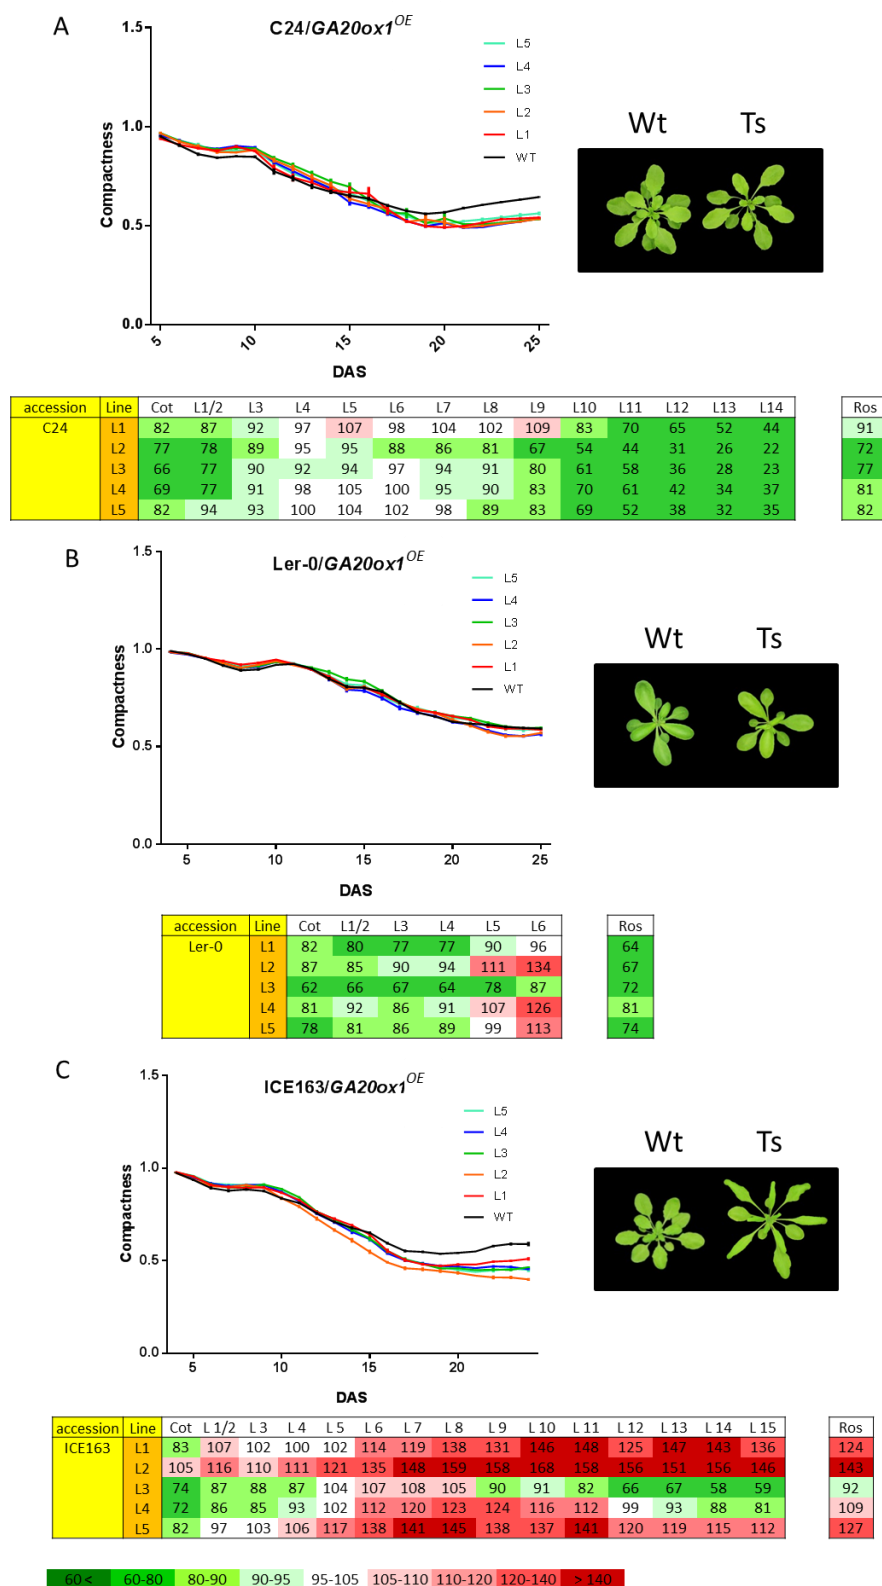 A
C24/GA20ox1OE
1.5
1.0
0.5
0.0
Compactness
5 10 15 20 25
DAS
L5
L4
L3
L2
L1
WT
Wt Ts
accession Line Cot L1/2 L3 L4 L5 L6 L7 L8 L9 L10 L11 L12 L13 L14 Ros
C24 L1 82 87 92 97 107 98 104 102 109 83 70 65 52 44 91
L2 77 78 89 95 95 88 86 81 67 54 44 31 26 22 72
L3 66 77 90 92 94 97 94 91 80 61 58 36 28 23 77
L4 69 77 91 98 105 100 95 90 83 70 61 42 34 37 81
L5 82 94 93 100 104 102 98 89 83 69 52 38 32 35 82
B
Ler-0/GA20ox1OE
1.5
1.0
0.5
0.0
Compactness
5 10 15 20 25
DAS
L5
L4
L3
L2
L1
WT
Wt Ts
accession Line Cot L1/2 L3 L4 L5 L6 Ros
Ler-0 L1 82 80 77 77 90 96 64
L2 87 85 90 94 111 134 67
L3 62 66 67 64 78 87 72
L4 81 92 86 91 107 126 81
L5 78 81 86 89 99 113 74
C
ICE163/GA20ox1OE
1.5
1.0
0.5
0.0
Compactness
5 10 15 20
DAS
L5
L4
L3
L2
L1
WT
Wt Ts
accession Line Cot L 1/2 L 3 L 4 L 5 L 6 L 7 L 8 L 9 L 10 L 11 L 12 L 13 L 14 L 15 Ros
ICE163 L1 83 107 102 100 102 114 119 138 131 146 148 125 147 143 136 124
L2 105 116 110 111 121 135 148 159 158 168 158 156 151 156 146 143
L3 74 87 88 87 104 107 108 105 90 91 82 66 67 58 59 92
L4 72 86 85 93 102 112 120 123 124 116 112 99 93 88 81 109
L5 82 97 103 106 117 138 141 145 138 137 141 120 119 115 112 127
60 < 60-80 80-90 90-95 95-105 105-110 110-120 120-140 > 140